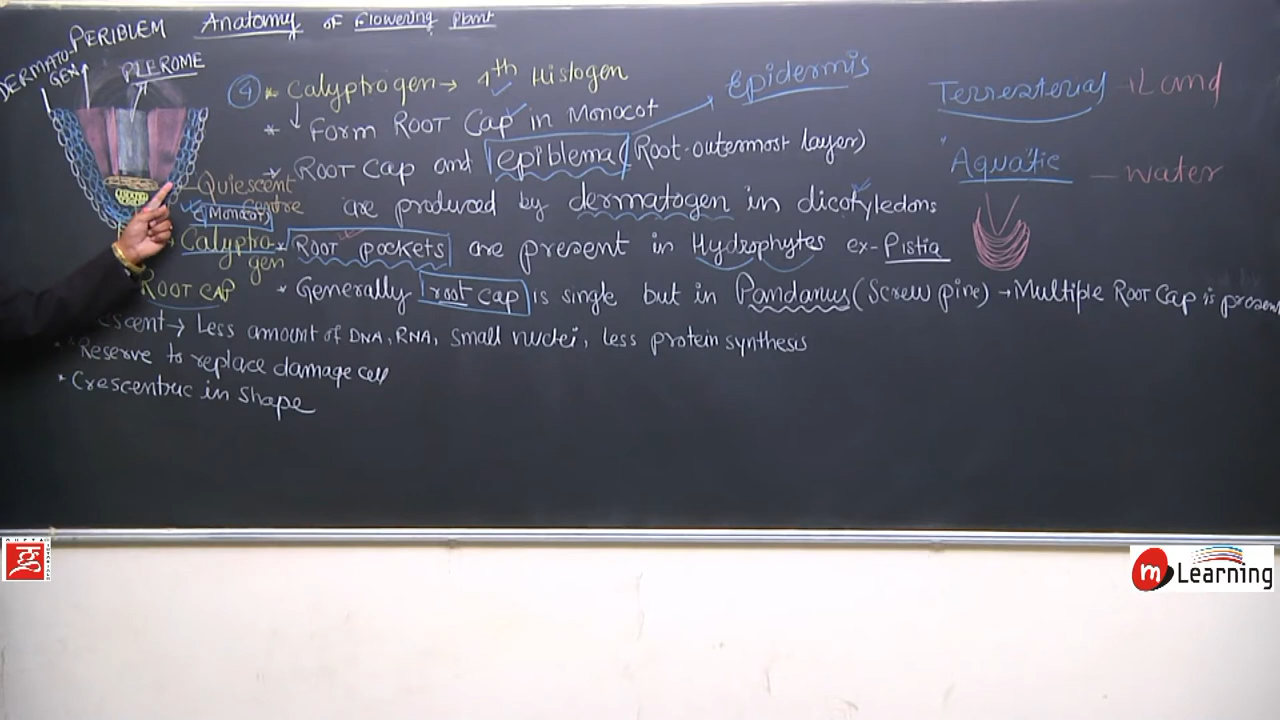 Anatomy of Flowering Plant
PERIBLEM
DERMATO-
GEN
PLEROME
④ * Calyptrogen → 4th Histogen
* Form ROOT Cap in Monocot
Epidermis
* ROOT Cap and epiblema (Root-outermost layer)
are produced by dermatogen in dicotyledons
Terresterial → Land
Aquatic — water
Quiescent
Centre
(Monocot)
Calyptro-
gen
ROOT CAP
* Root pockets are present in Hydrophytes ex- Pistia
* Generally root cap is single but in Pandanus (Screw pine) → Multiple Root Cap is present
escent → Less amount of DNA, RNA, small nuclei, less protein synthesis
* Reserve to replace damage cell
* Crescentric in shape
m Learning